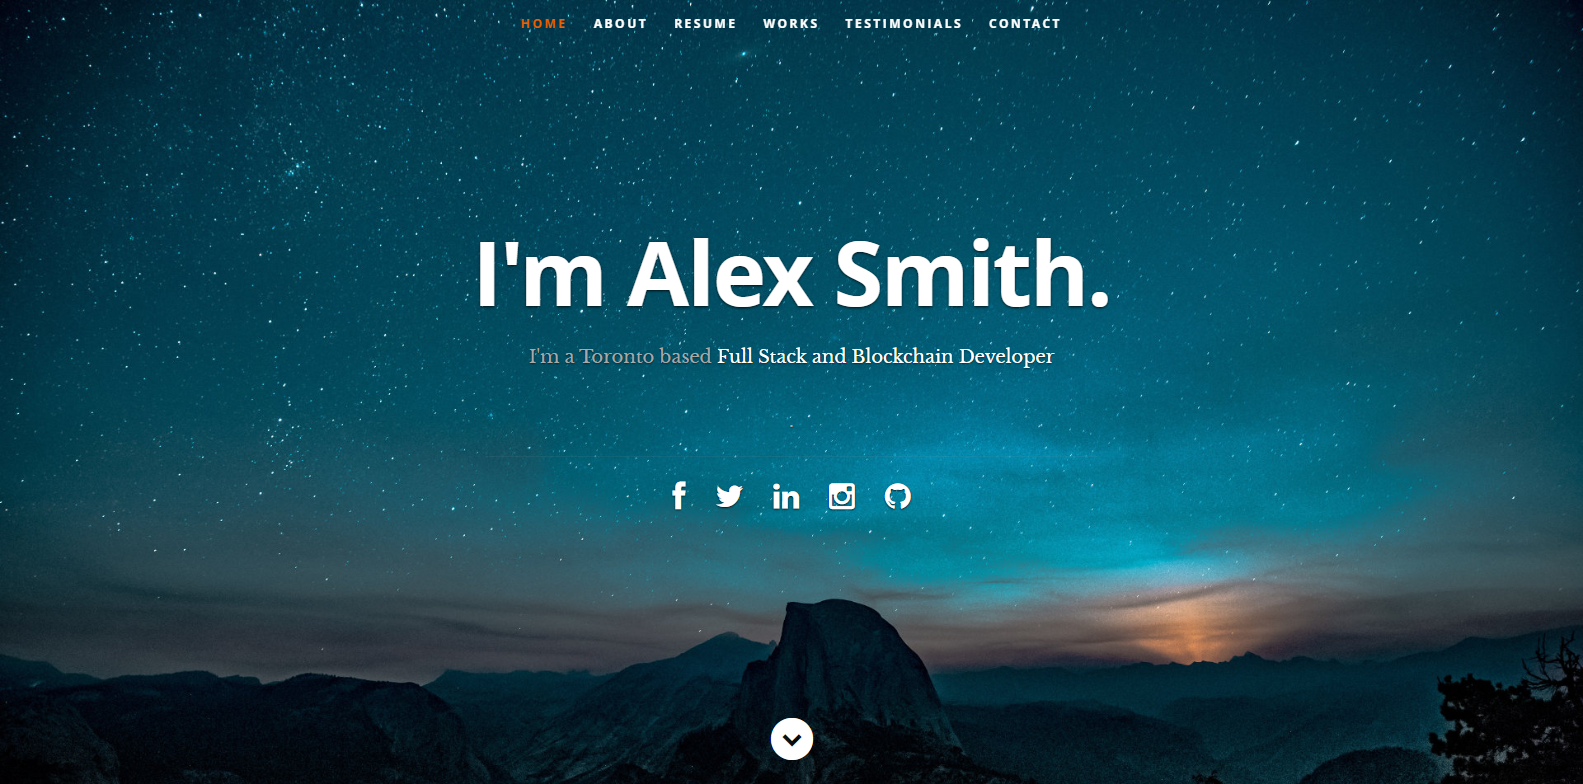 HOME ABOUT RESUME WORKS TESTIMONIALS CONTACT
I'm Alex Smith.
I'm a Toronto based Full Stack and Blockchain Developer